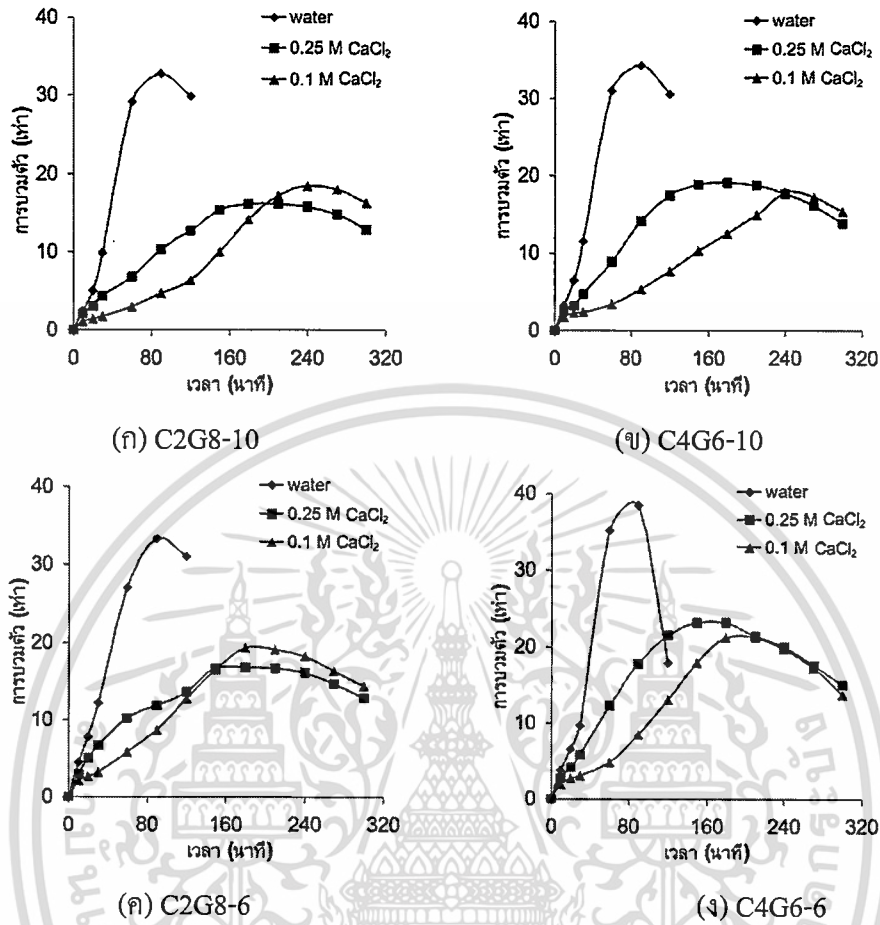 40
30
20
10
0
การบวมตัว (เท่า)
water
0.25 M CaCl₂
0.1 M CaCl₂
0 80 160 240 320
เวลา (นาที)
(ก) C2G8-10
40
30
20
10
0
การบวมตัว (เท่า)
water
0.25 M CaCl₂
0.1 M CaCl₂
0 80 160 240 320
เวลา (นาที)
(ข) C4G6-10
40
30
20
10
0
การบวมตัว (เท่า)
water
0.25 M CaCl₂
0.1 M CaCl₂
0 80 160 240 320
เวลา (นาที)
(ค) C2G8-6
40
30
20
10
0
การบวมตัว (เท่า)
water
0.25 M CaCl₂
0.1 M CaCl₂
0 80 160 240 320
เวลา (นาที)
(ง) C4G6-6